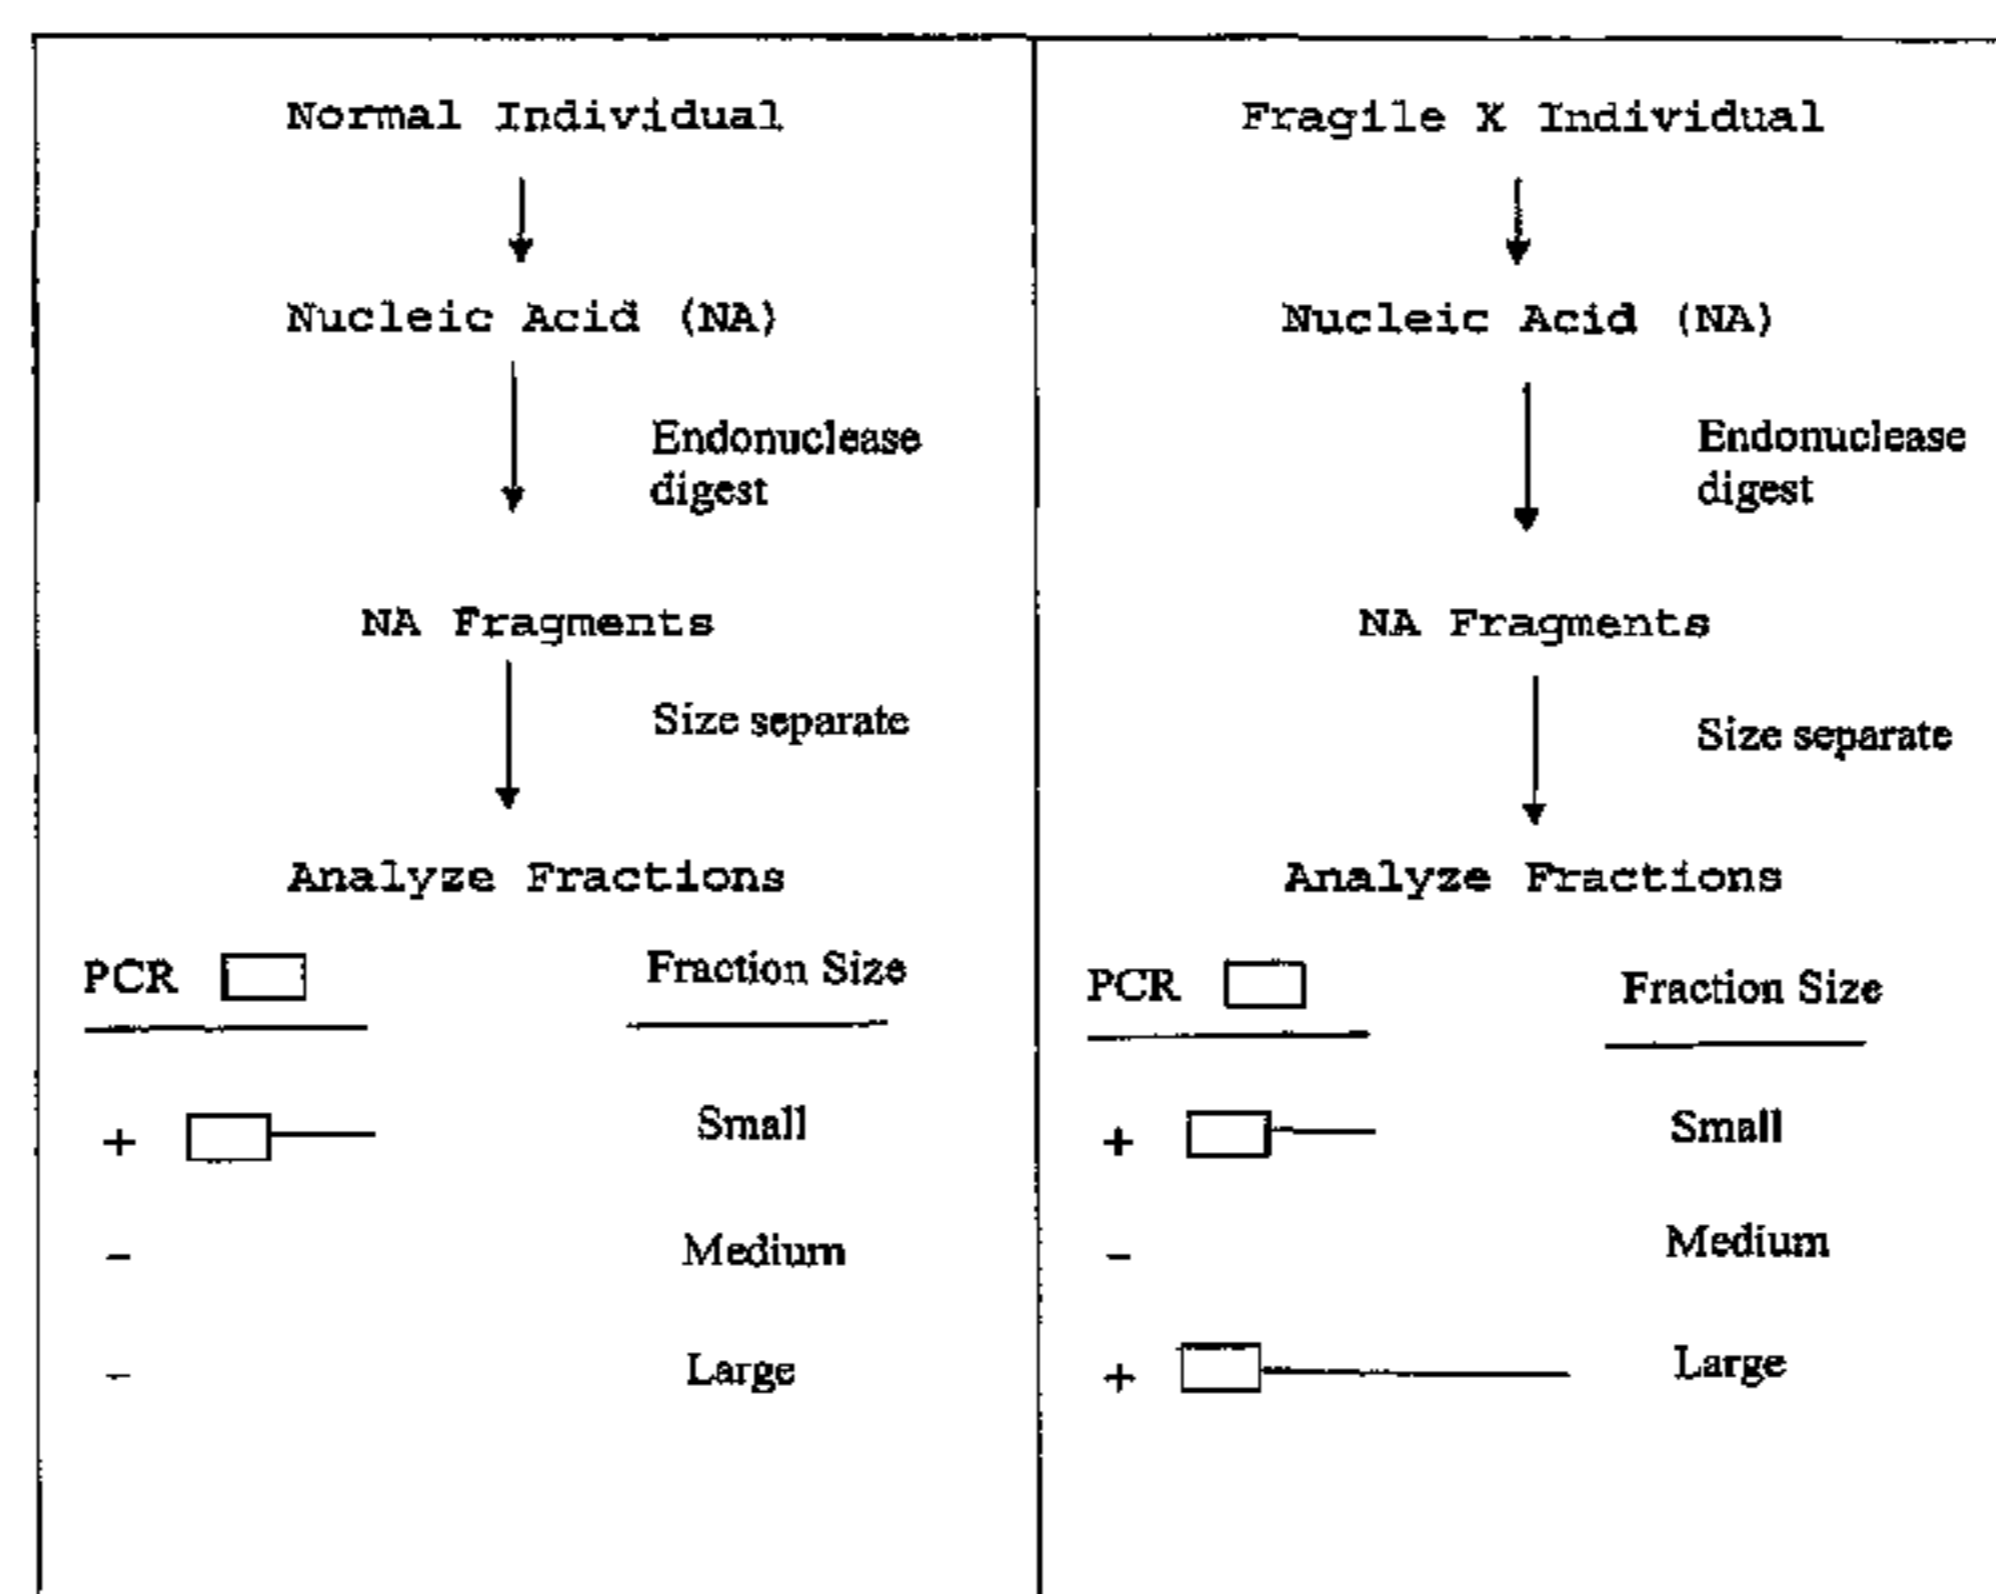 Normal Individual
Nucleic Acid (NA)
Endonuclease
digest
NA Fragments
Size separate
Analyze Fractions
PCR Fraction Size
+ Small
- Medium
- Large
Fragile X Individual
Nucleic Acid (NA)
Endonuclease
digest
NA Fragments
Size separate
Analyze Fractions
PCR Fraction Size
+ Small
- Medium
+ Large